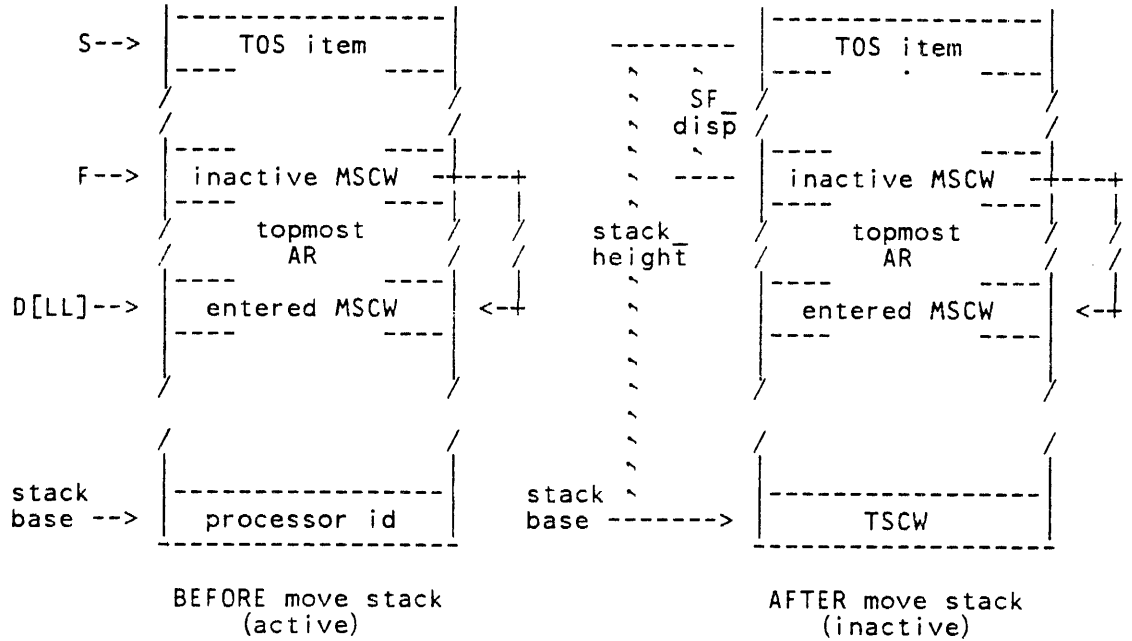 S--> TOS item TOS item
SF_
disp
F--> inactive MSCW inactive MSCW
topmost stack_ topmost
AR height AR
D[LL]--> entered MSCW <-+ entered MSCW <-+
stack stack
base --> processor id base --------> TSCW
BEFORE move stack AFTER move stack
(active) (inactive)